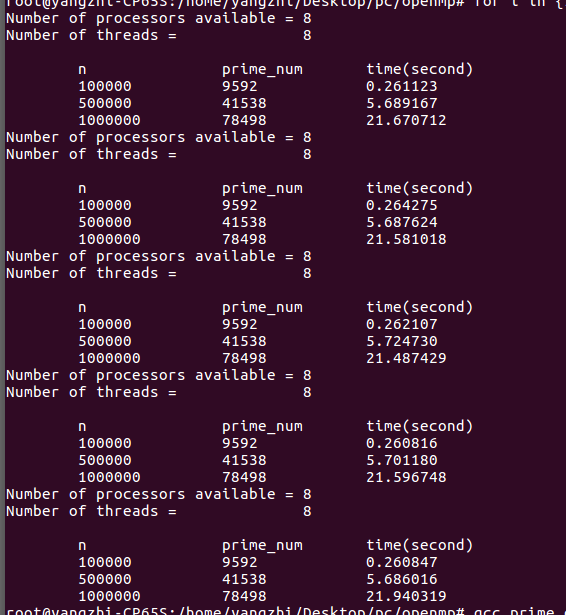 root@yangzhi-CP65S:/home/yangzhi/Desktop/pc/openmp# for t in {
Number of processors available = 8
Number of threads =              8
n                prime_num        time(second)
100000           9592             0.261123
500000           41538            5.689167
1000000          78498            21.670712
Number of processors available = 8
Number of threads =              8
n                prime_num        time(second)
100000           9592             0.264275
500000           41538            5.687624
1000000          78498            21.581018
Number of processors available = 8
Number of threads =              8
n                prime_num        time(second)
100000           9592             0.262107
500000           41538            5.724730
1000000          78498            21.487429
Number of processors available = 8
Number of threads =              8
n                prime_num        time(second)
100000           9592             0.260816
500000           41538            5.701180
1000000          78498            21.596748
Number of processors available = 8
Number of threads =              8
n                prime_num        time(second)
100000           9592             0.260847
500000           41538            5.686016
1000000          78498            21.940319
root@yangzhi-CP65S:/home/yangzhi/Desktop/pc/openmp# gcc prime